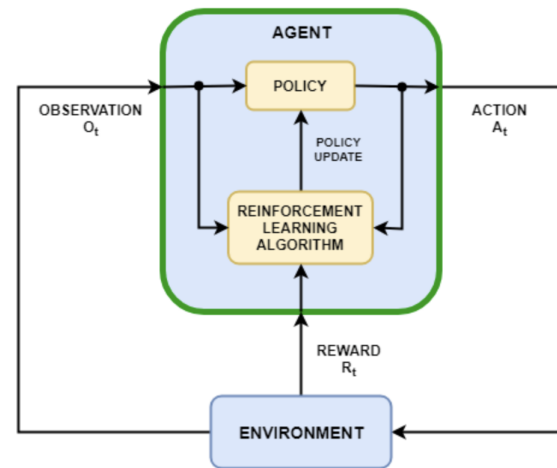 AGENT
OBSERVATION
Oₜ
POLICY
ACTION
Aₜ
POLICY
UPDATE
REINFORCEMENT
LEARNING
ALGORITHM
REWARD
Rₜ
ENVIRONMENT